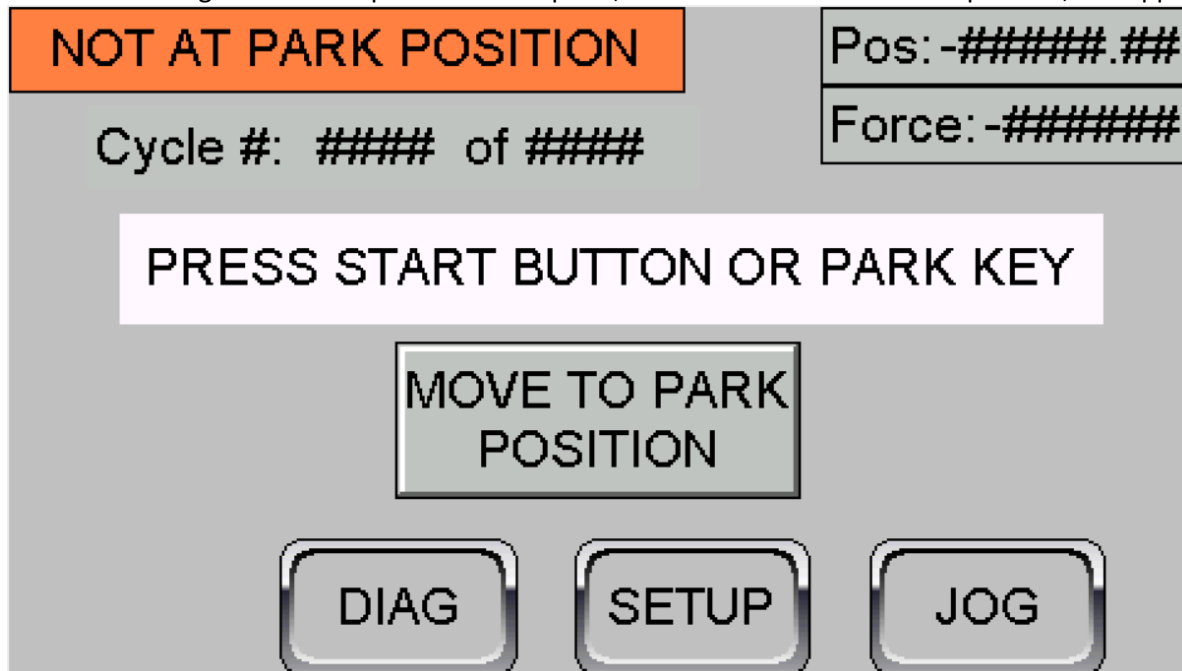 NOT AT PARK POSITION
Pos:-#####.##
Cycle #: #### of ####
Force:-######
PRESS START BUTTON OR PARK KEY
MOVE TO PARK
POSITION
DIAG
SETUP
JOG